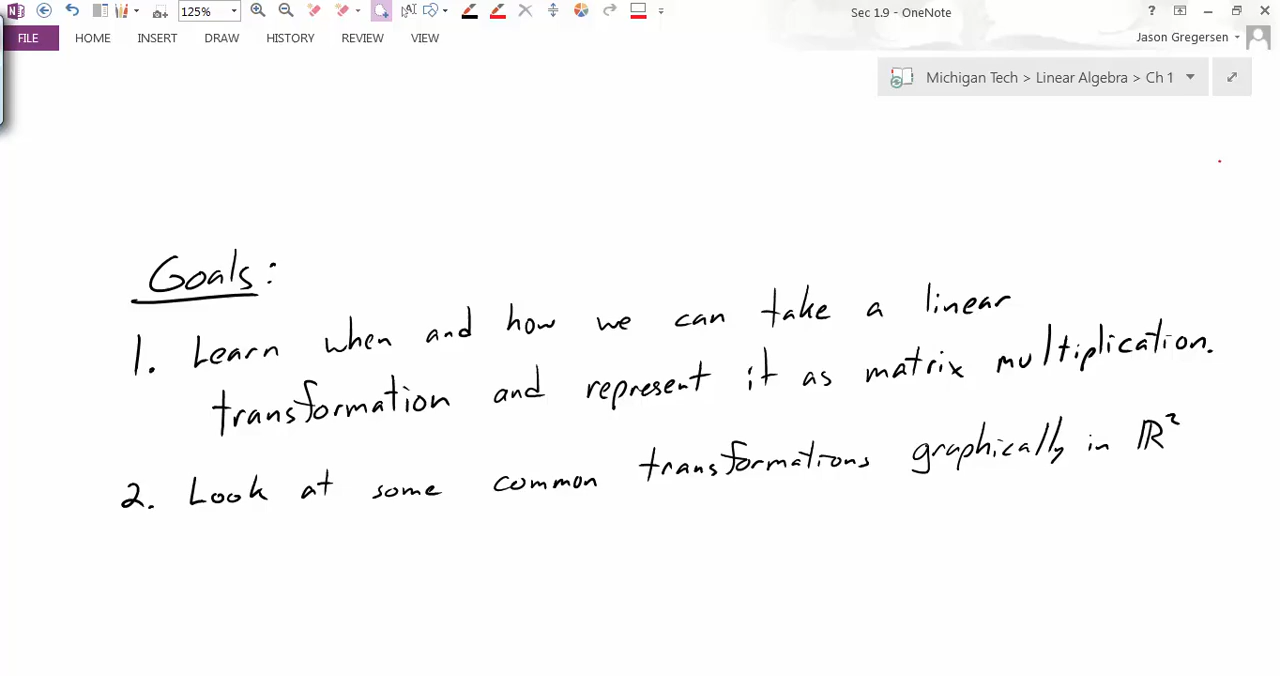 125%
Sec 1.9 - OneNote
?
FILE HOME INSERT DRAW HISTORY REVIEW VIEW
Jason Gregersen
Michigan Tech > Linear Algebra > Ch 1
Goals:
1. Learn when and how we can take a linear
transformation and represent it as matrix multiplication.
2. Look at some common transformations graphically in ℝ²